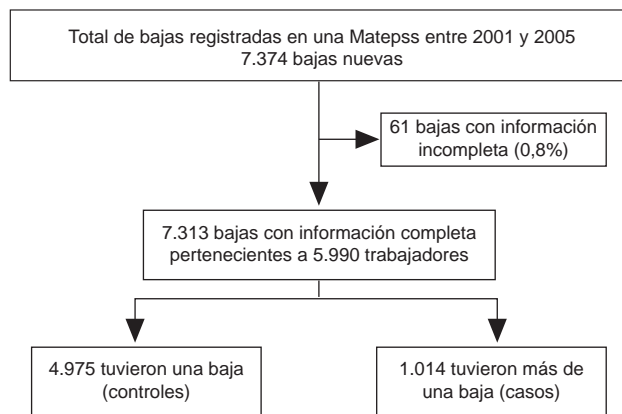 Total de bajas registradas en una Matepss entre 2001 y 2005
7.374 bajas nuevas
61 bajas con información
incompleta (0,8%)
7.313 bajas con información completa
pertenecientes a 5.990 trabajadores
4.975 tuvieron una baja
(controles)
1.014 tuvieron más de
una baja (casos)